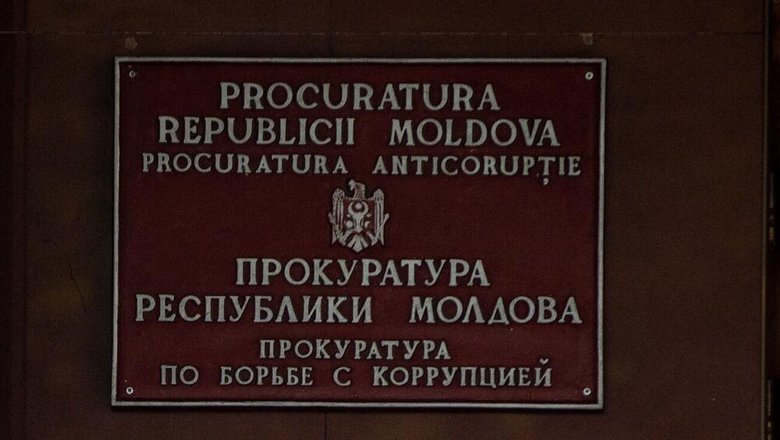 PROCURATURA
REPUBLICII MOLDOVA
PROCURATURA ANTICORUPȚIE
ПРОКУРАТУРА
РЕСПУБЛИКИ МОЛДОВА
ПРОКУРАТУРА
ПО БОРЬБЕ С КОРРУПЦИЕЙ